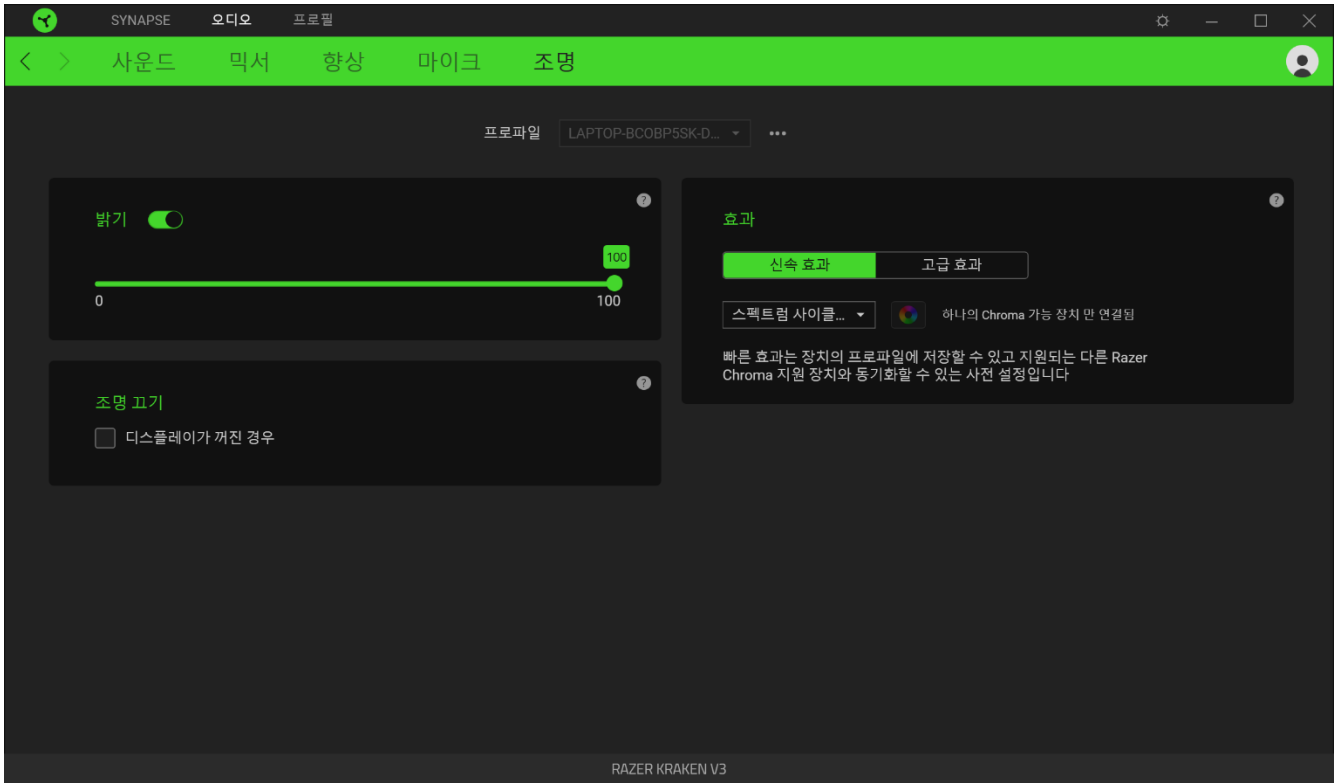 SYNAPSE 오디오 프로필
사운드 믹서 향상 마이크 조명
프로파일 LAPTOP-BCOBP5SK-D... 
밝기
100
0 100
조명 끄기
디스플레이가 꺼진 경우
효과
신속 효과 고급 효과
스펙트럼 사이클... 하나의 Chroma 가능 장치 만 연결됨
빠른 효과는 장치의 프로파일에 저장할 수 있고 지원되는 다른 Razer
Chroma 지원 장치와 동기화할 수 있는 사전 설정입니다
RAZER KRAKEN V3